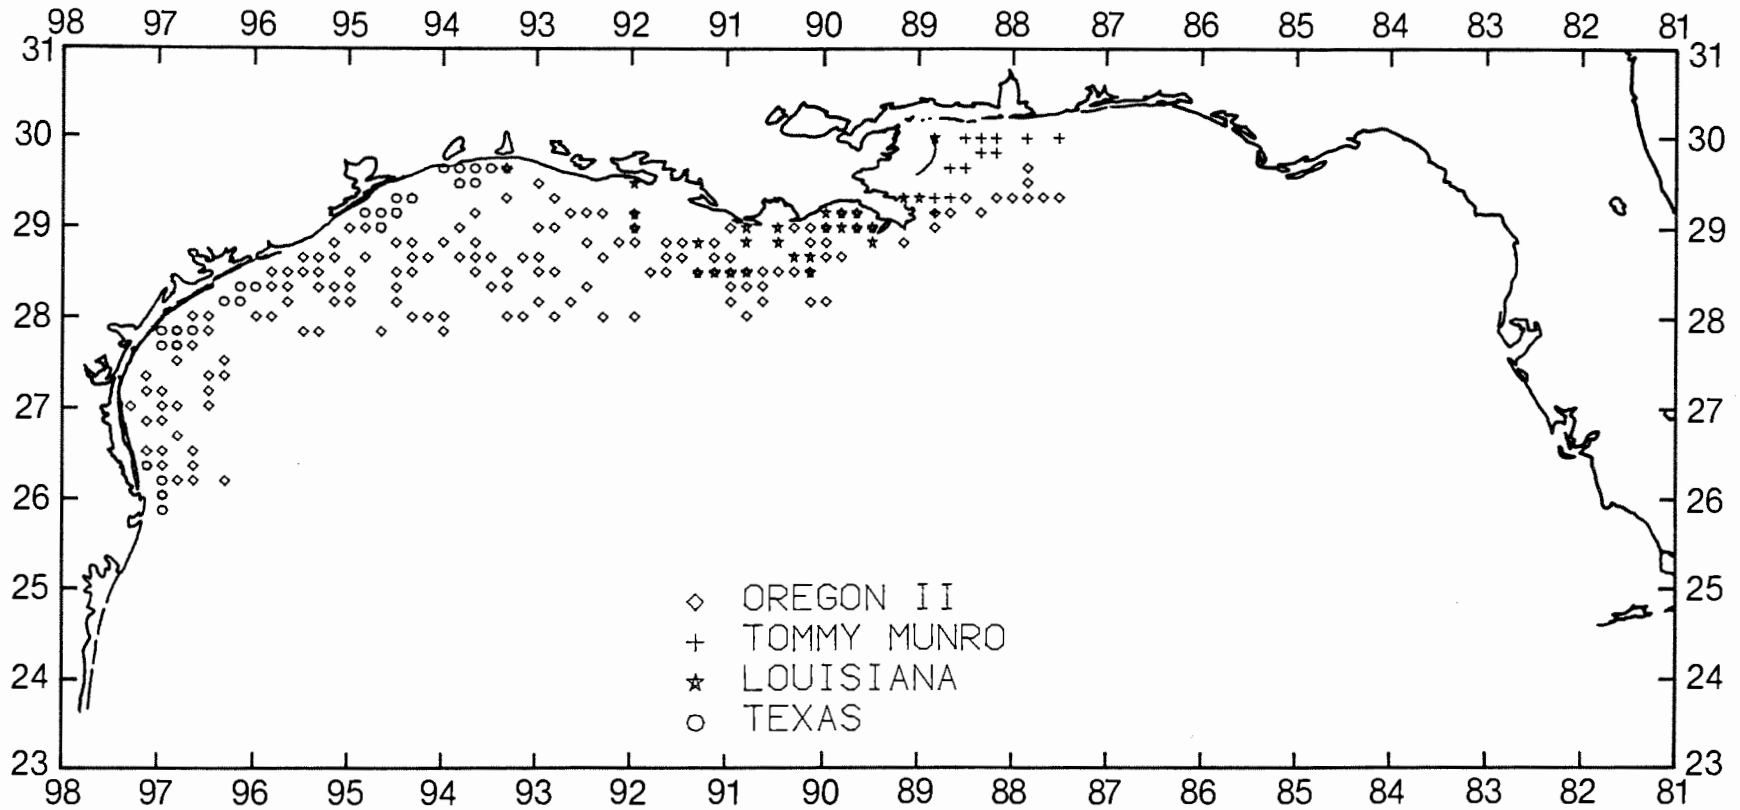 98 97 96 95 94 93 92 91 90 89 88 87 86 85 84 83 82 81
31 31
30 30
29 29
28 28
27 27
26 26
25 25
24 24
23 23
OREGON II
TOMMY MUNRO
LOUISIANA
TEXAS
98 97 96 95 94 93 92 91 90 89 88 87 86 85 84 83 82 81